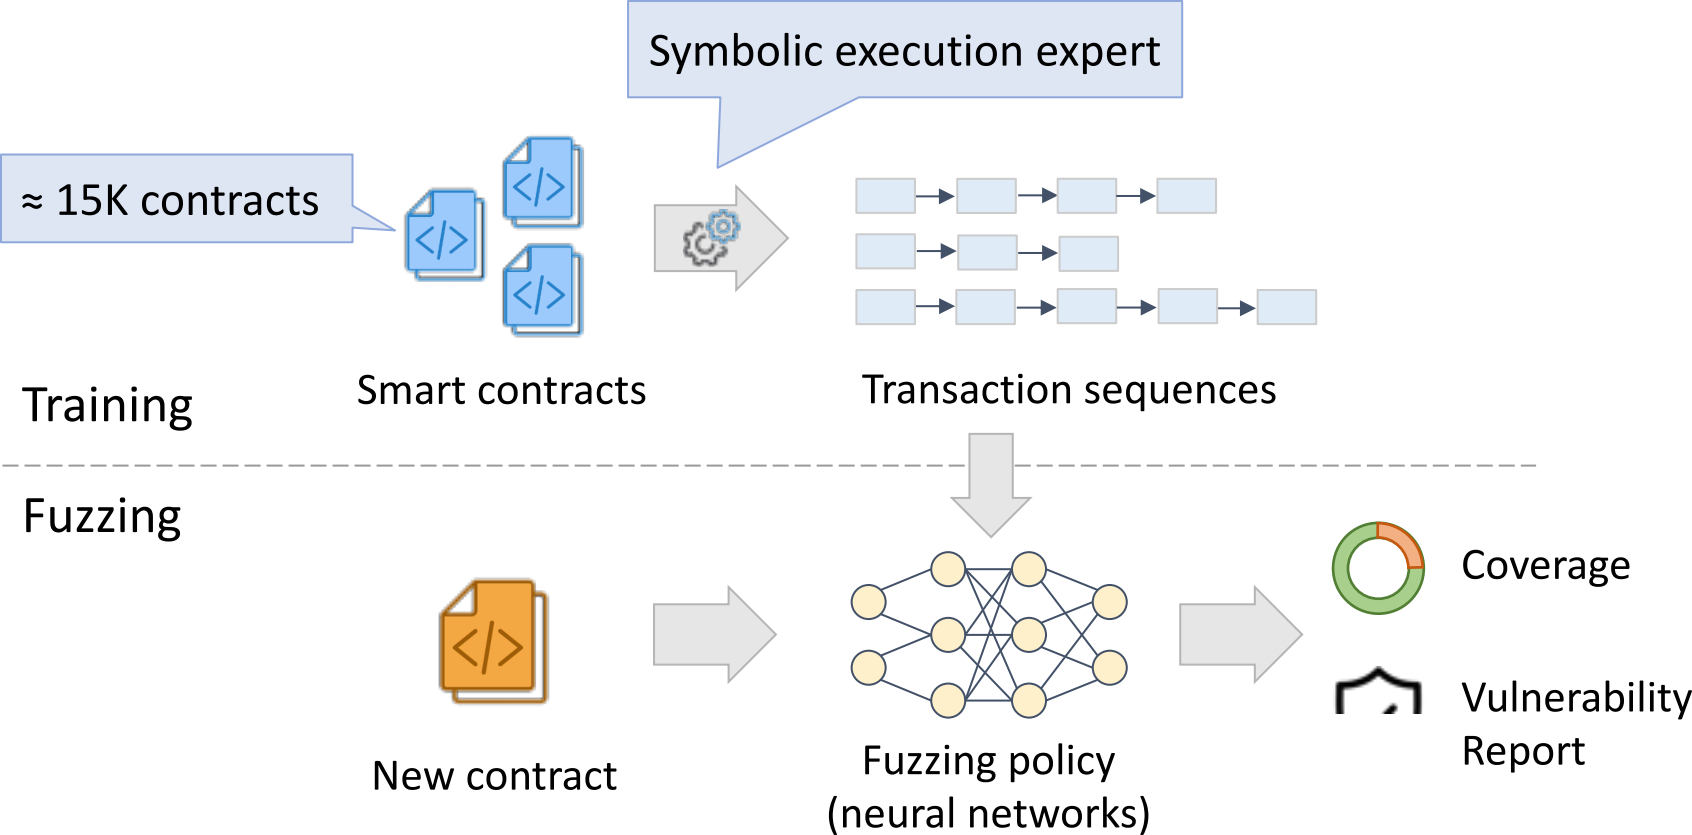 Symbolic execution expert
≈ 15K contracts
</>
</>
</>
Smart contracts
Transaction sequences
Training
Fuzzing
</>
New contract
Fuzzing policy
(neural networks)
Coverage
Vulnerability
Report